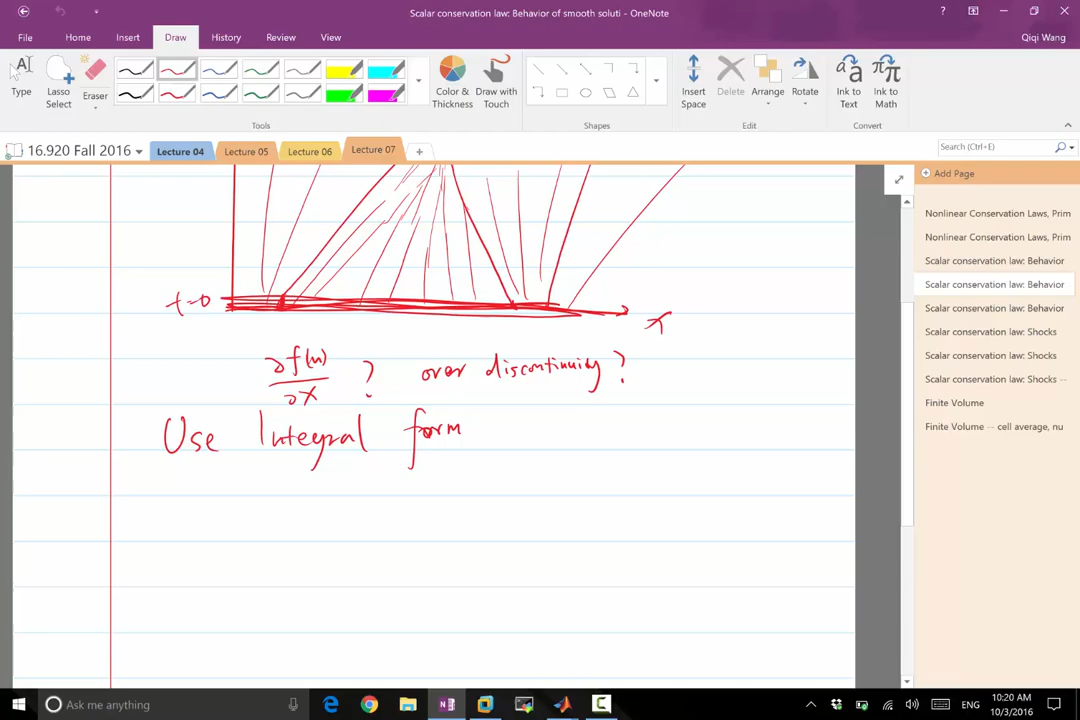 Scalar conservation law: Behavior of smooth soluti - OneNote
?
File Home Insert Draw History Review View
Qiqi Wang
Type
Lasso Select
Eraser
Color & Thickness
Draw with Touch
Insert Space
Delete
Arrange
Rotate
Ink to Text
Ink to Math
Tools
Shapes
Edit
Convert
16.920 Fall 2016
Lecture 04 Lecture 05 Lecture 06 Lecture 07
Search (Ctrl+E)
Add Page
Nonlinear Conservation Laws, Prim
Nonlinear Conservation Laws, Prim
Scalar conservation law: Behavior
Scalar conservation law: Behavior
Scalar conservation law: Behavior
Scalar conservation law: Shocks
Scalar conservation law: Shocks
Scalar conservation law: Shocks --
Finite Volume
Finite Volume -- cell average, nu
t=0
x
∂f(u)/∂x ? over discontinuity?
Use Integral form
Ask me anything
ENG
10:20 AM
10/3/2016